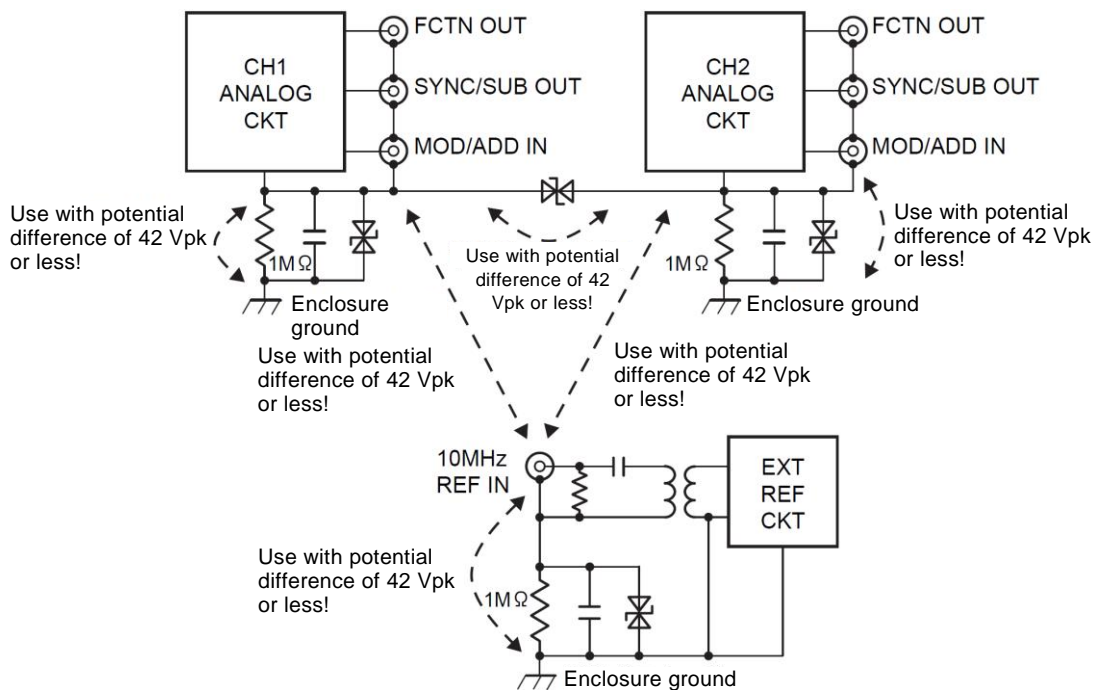 CH1
ANALOG
CKT
FCTN OUT
SYNC/SUB OUT
MOD/ADD IN
CH2
ANALOG
CKT
FCTN OUT
SYNC/SUB OUT
MOD/ADD IN
Use with potential
difference of 42 Vpk
or less!
1MΩ
Enclosure
ground
Use with potential
difference of 42
Vpk or less!
1MΩ
Enclosure ground
Use with potential
difference of 42 Vpk
or less!
Use with potential
difference of 42 Vpk
or less!
Use with potential
difference of 42 Vpk
or less!
10MHz
REF IN
EXT
REF
CKT
Use with potential
difference of 42 Vpk
or less!
1MΩ
Enclosure ground